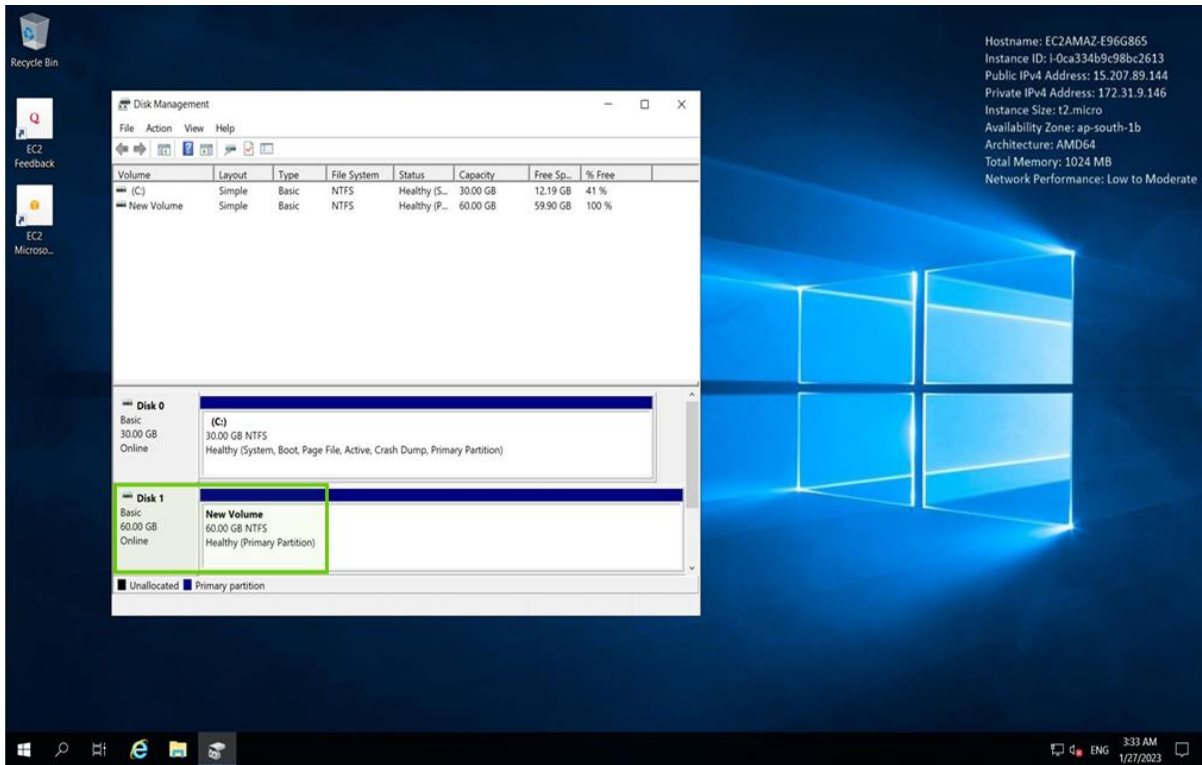 Recycle Bin
EC2
Feedback
EC2
Microso...
Hostname: EC2AMAZ-E96G865
Instance ID: i-0ca334b9c98bc2613
Public IPv4 Address: 15.207.89.144
Private IPv4 Address: 172.31.9.146
Instance Size: t2.micro
Availability Zone: ap-south-1b
Architecture: AMD64
Total Memory: 1024 MB
Network Performance: Low to Moderate
Disk Management
File Action View Help
Volume Layout Type File System Status Capacity Free Sp... % Free
(C:) Simple Basic NTFS Healthy (S... 30.00 GB 12.19 GB 41 %
New Volume Simple Basic NTFS Healthy (P... 60.00 GB 59.90 GB 100 %
Disk 0
Basic
30.00 GB
Online
(C:)
30.00 GB NTFS
Healthy (System, Boot, Page File, Active, Crash Dump, Primary Partition)
Disk 1
Basic
60.00 GB
Online
New Volume
60.00 GB NTFS
Healthy (Primary Partition)
Unallocated Primary partition
ENG
3:33 AM
1/27/2023